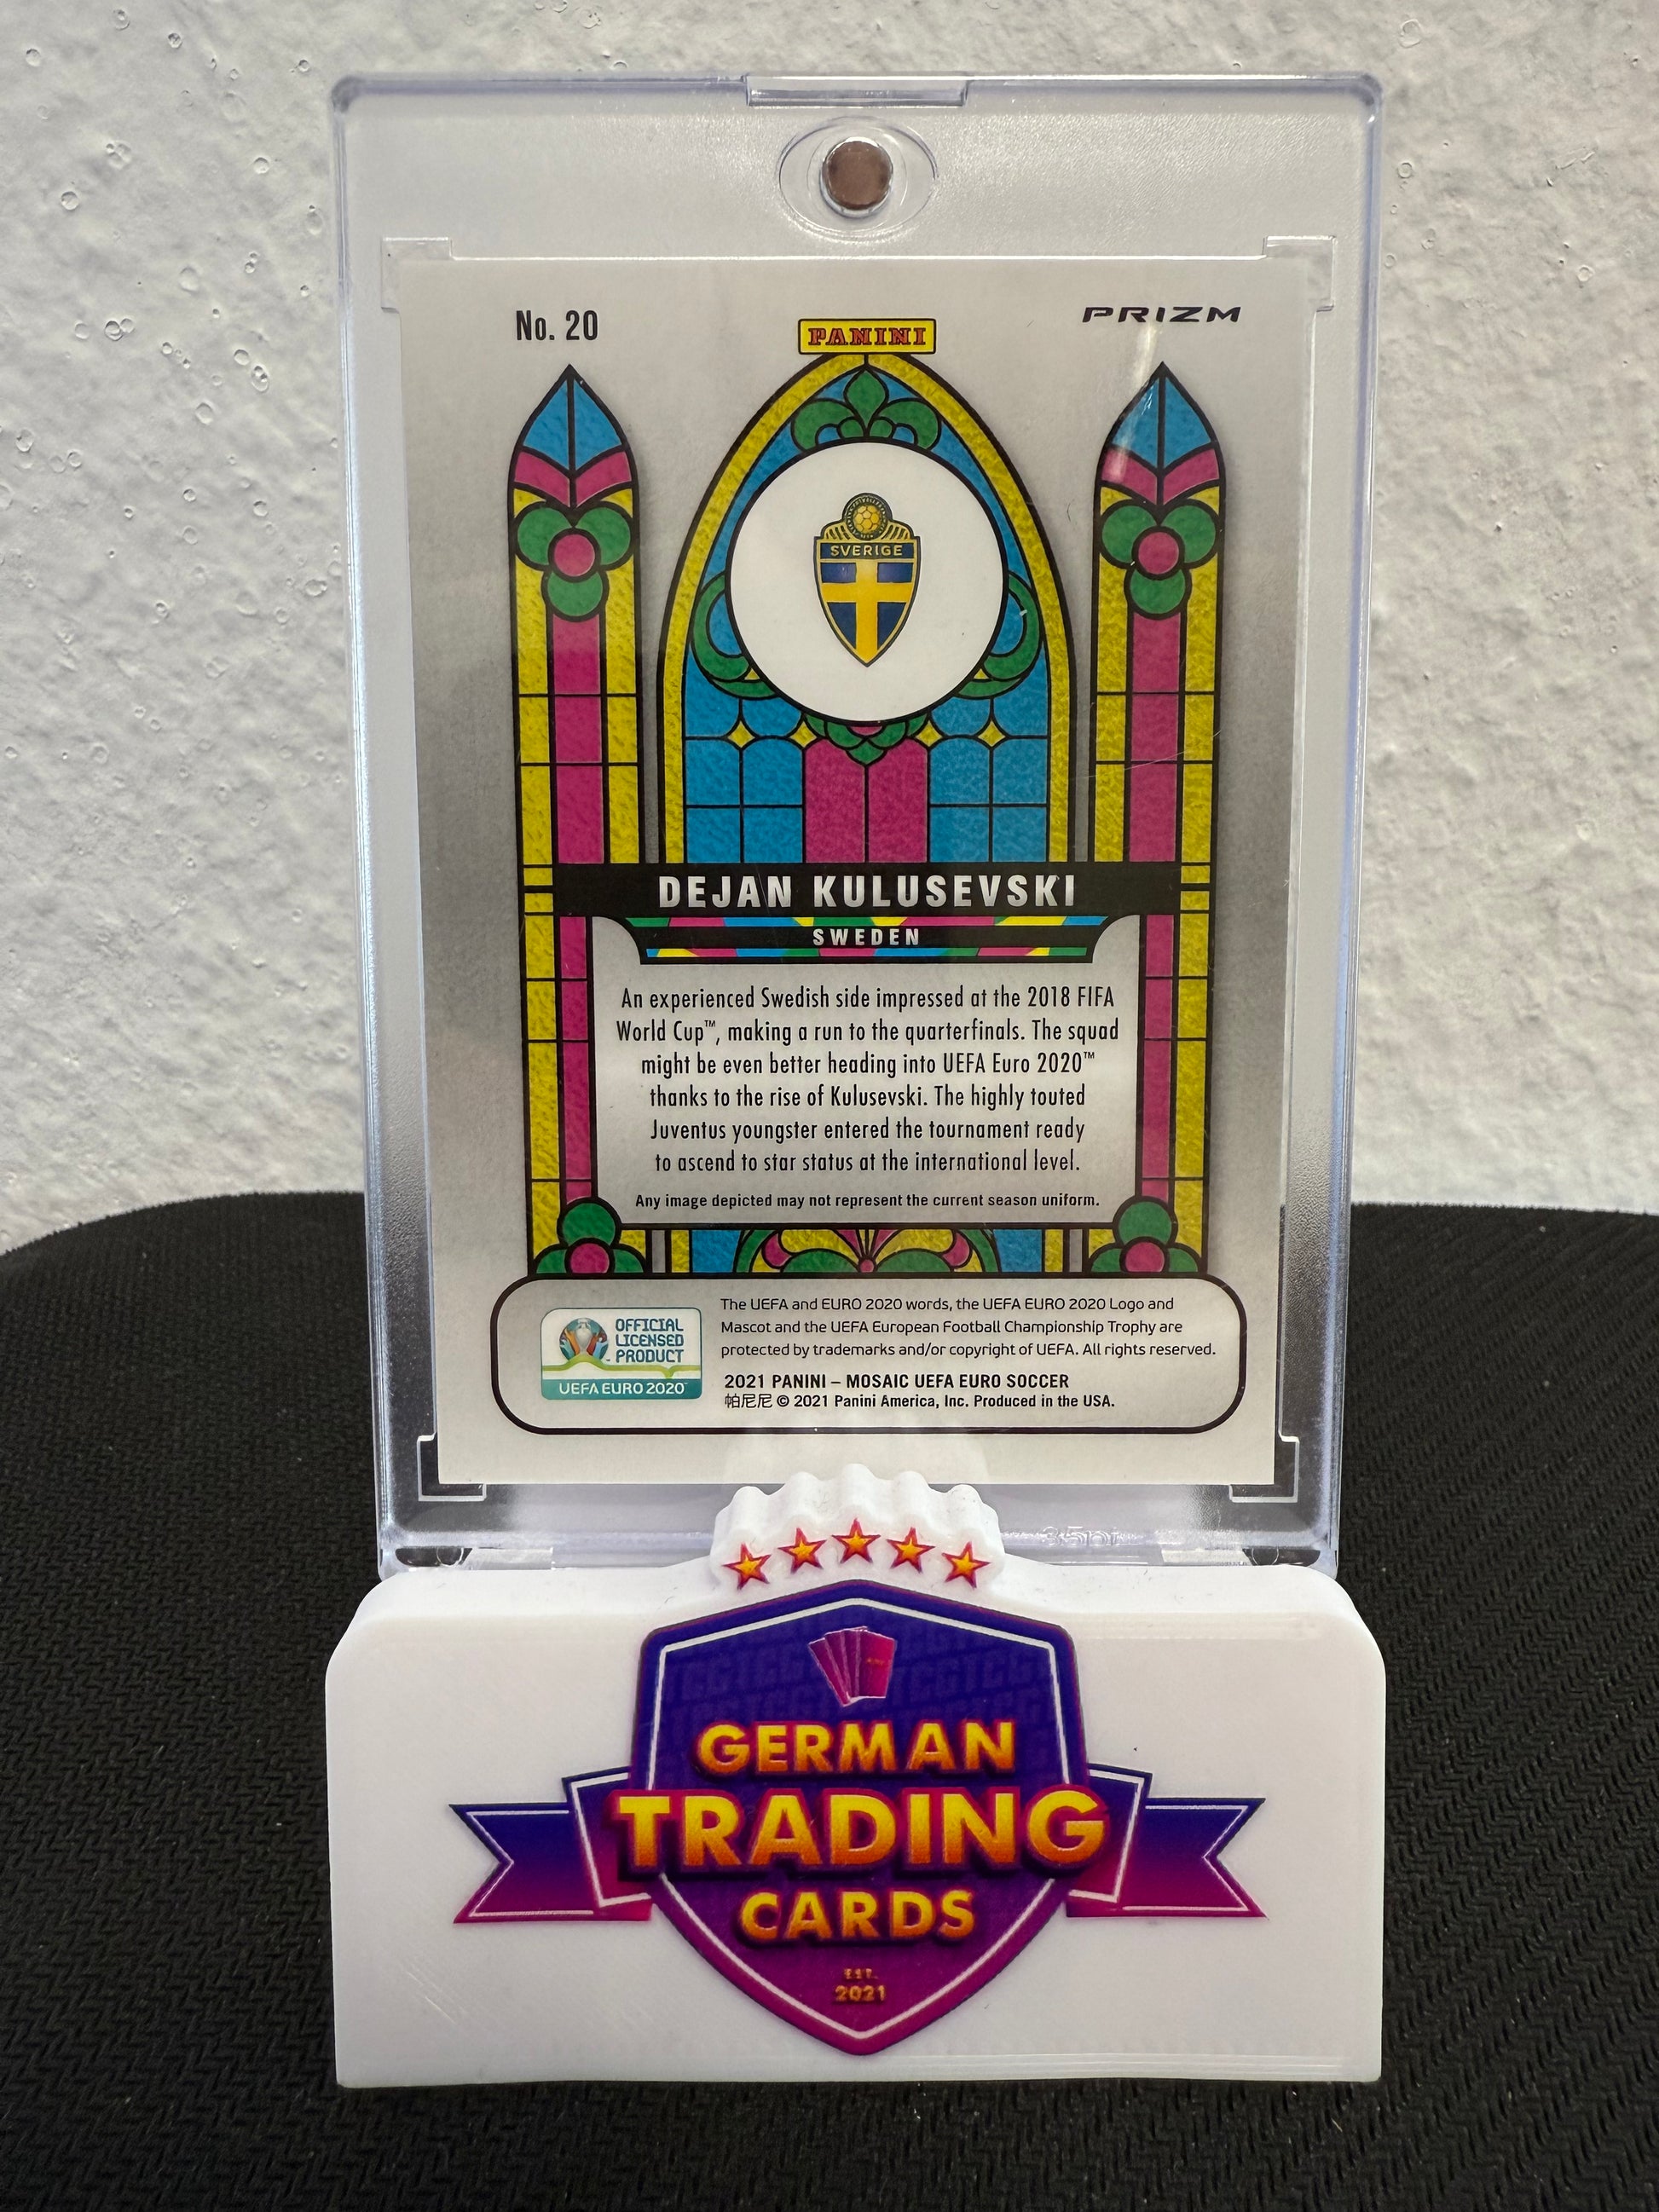 No. 20
PANINI
PRIZM
SVERIGE
DEJAN KULUSEVSKI
SWEDEN
An experienced Swedish side impressed at the 2018 FIFA
World Cup™, making a run to the quarterfinals. The squad
might be even better heading into UEFA Euro 2020™
thanks to the rise of Kulusevski. The highly touted
Juventus youngster entered the tournament ready
to ascend to star status at the international level.
Any image depicted may not represent the current season uniform.
OFFICIAL
LICENSED
PRODUCT
UEFA EURO 2020™
The UEFA and EURO 2020 words, the UEFA EURO 2020 Logo and
Mascot and the UEFA European Football Championship Trophy are
protected by trademarks and/or copyright of UEFA. All rights reserved.
2021 PANINI – MOSAIC UEFA EURO SOCCER
帕尼尼 © 2021 Panini America, Inc. Produced in the USA.
35pt
GERMAN
TRADING
CARDS
EST.
2021